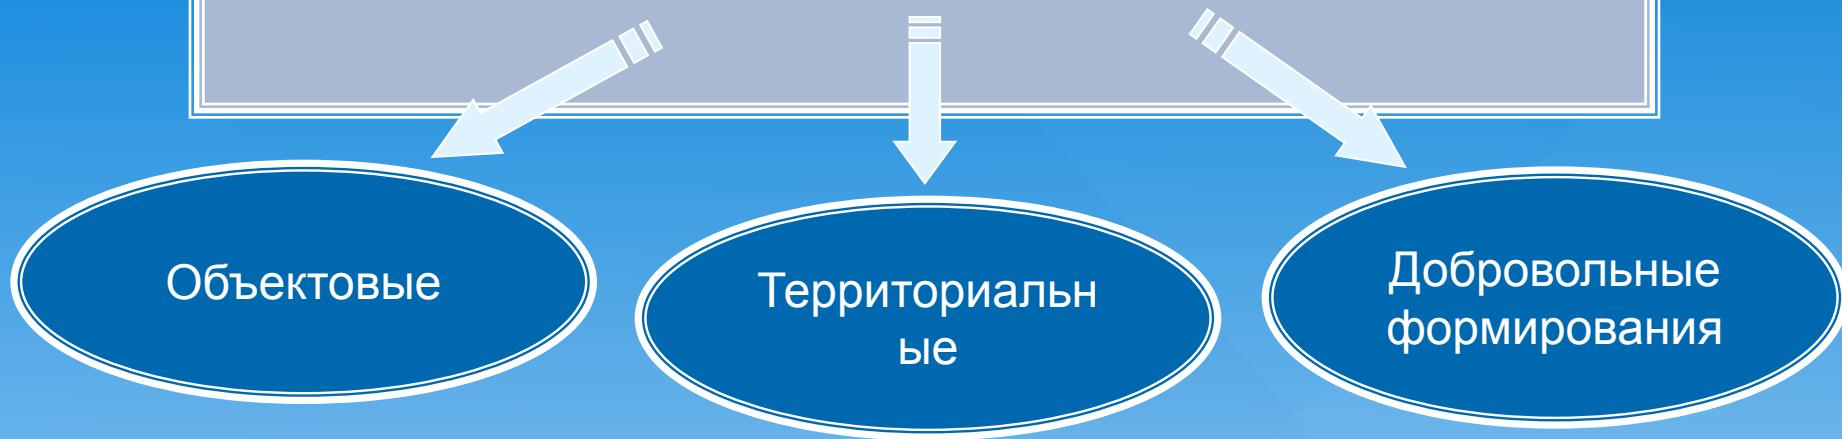 Объектовые
Территориальн
ые
Добровольные
формирования